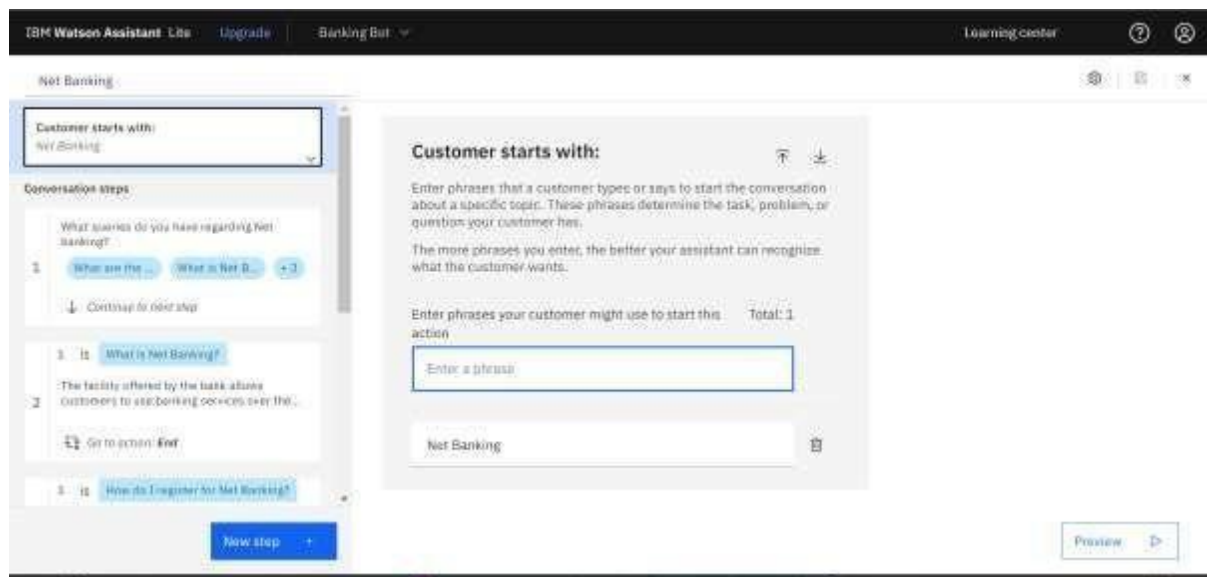 IBM Watson Assistant Lite Upgrade Banking Bot Learning center
Net Banking
Customer starts with:
Net Banking
Conversation steps
What queries do you have regarding Net
banking?
1 What are the ... What is Net B... + 3
Continue to next step
1 is What is Net Banking?
The facility offered by the bank allows
2 customers to use banking services over the...
Go to action: End
1 is How do I register for Net Banking?
New step +
Customer starts with:
Enter phrases that a customer types or says to start the conversation
about a specific topic. These phrases determine the task, problem, or
question your customer has.
The more phrases you enter, the better your assistant can recognize
what the customer wants.
Enter phrases your customer might use to start this Total: 1
action
Enter a phrase
Net Banking
Preview